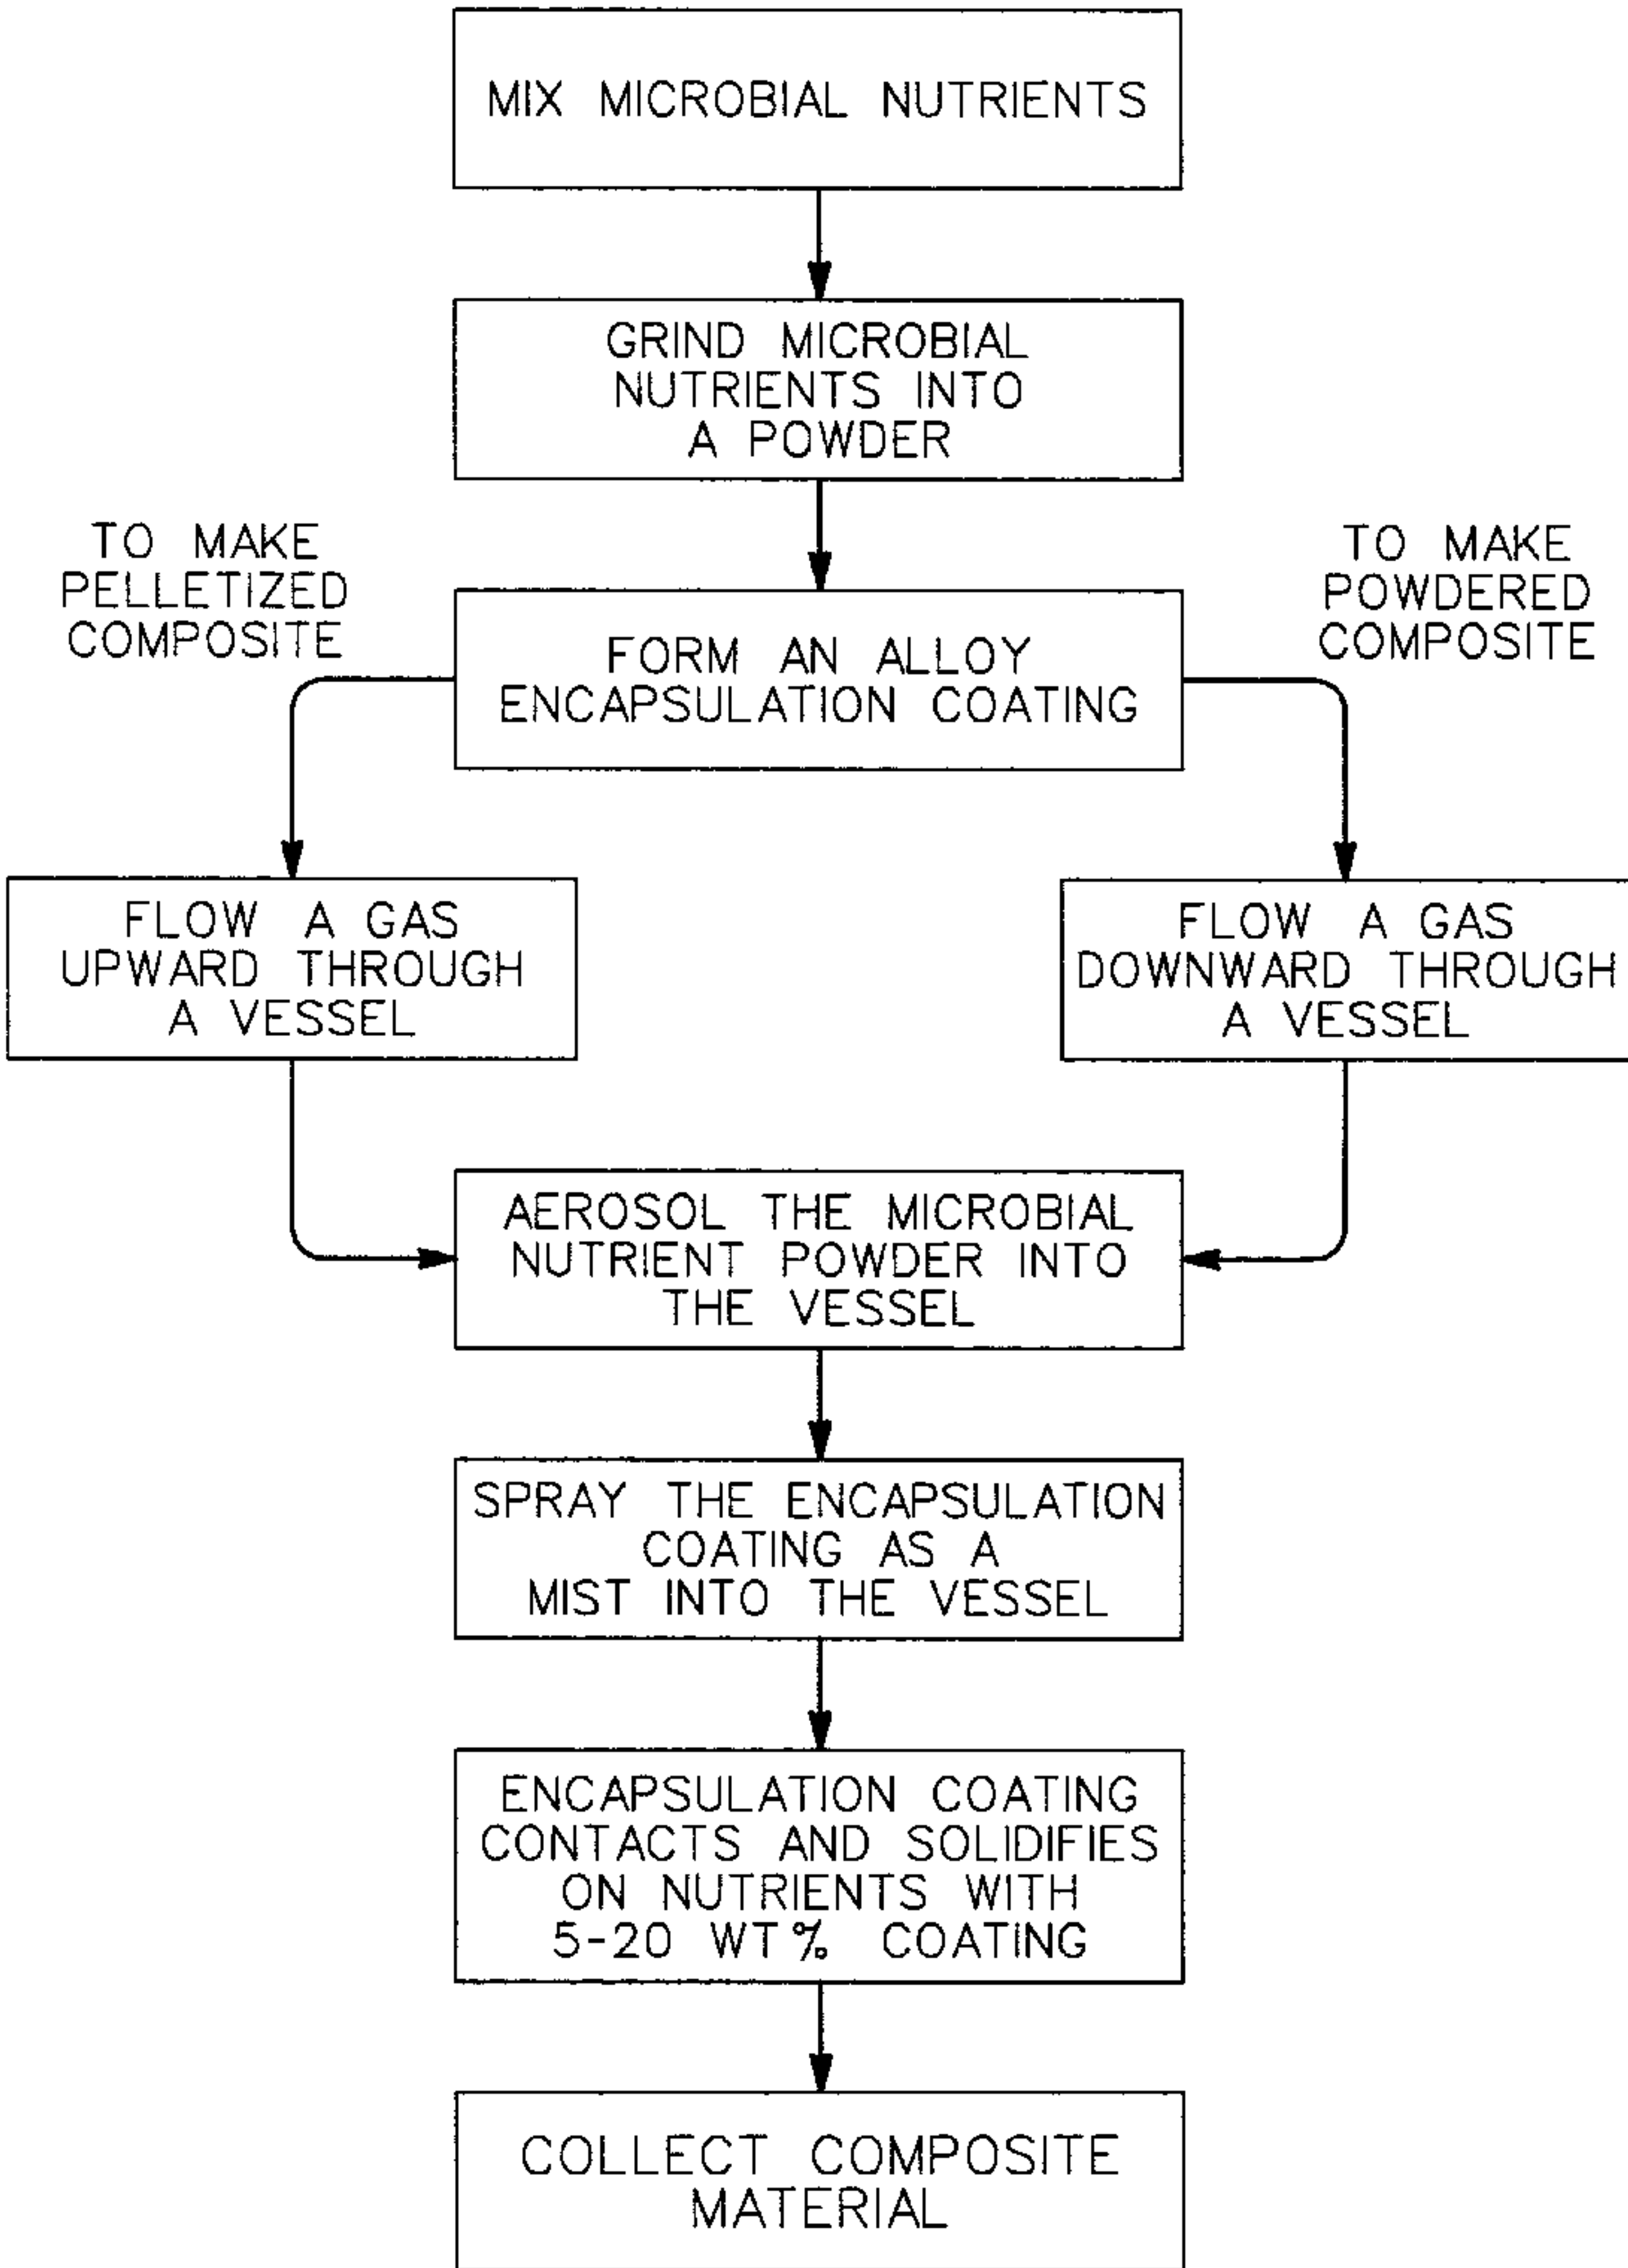 MIX MICROBIAL NUTRIENTS
GRIND MICROBIAL
NUTRIENTS INTO
A POWDER
TO MAKE
PELLETIZED
COMPOSITE
TO MAKE
POWDERED
COMPOSITE
FORM AN ALLOY
ENCAPSULATION COATING
FLOW A GAS
UPWARD THROUGH
A VESSEL
FLOW A GAS
DOWNWARD THROUGH
A VESSEL
AEROSOL THE MICROBIAL
NUTRIENT POWDER INTO
THE VESSEL
SPRAY THE ENCAPSULATION
COATING AS A
MIST INTO THE VESSEL
ENCAPSULATION COATING
CONTACTS AND SOLIDIFIES
ON NUTRIENTS WITH
5-20 WT% COATING
COLLECT COMPOSITE
MATERIAL